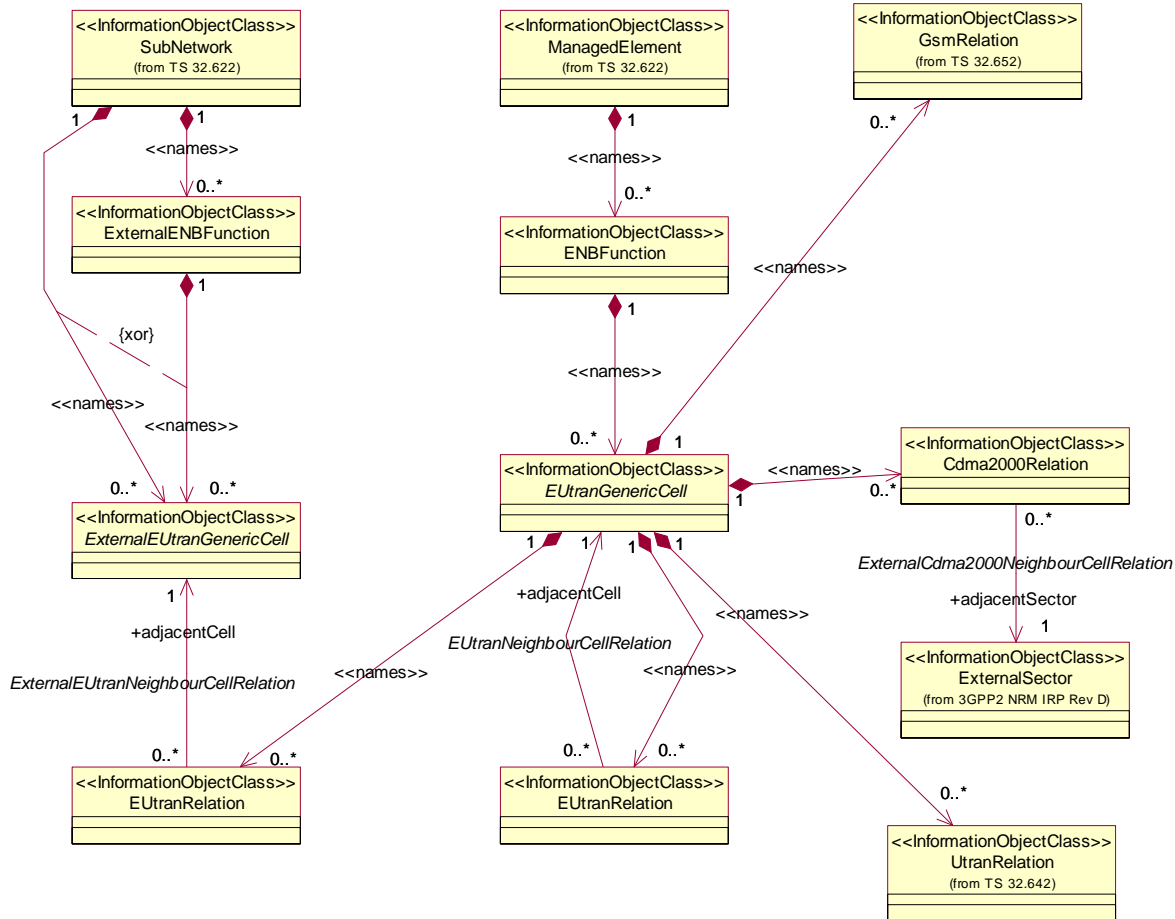 <<InformationObjectClass>>
SubNetwork
(from TS 32.622)
<<InformationObjectClass>>
ManagedElement
(from TS 32.622)
<<InformationObjectClass>>
GsmRelation
(from TS 32.652)
1
1
<<names>>
0..*
1
<<names>>
0..*
0..*
<<InformationObjectClass>>
ExternalENBFunction
<<InformationObjectClass>>
ENBFunction
1
1
<<names>>
{xor}
<<names>>
<<names>>
<<names>>
0..*
0..*
0..*
1
<<InformationObjectClass>>
ExternalEUtranGenericCell
<<InformationObjectClass>>
EUtranGenericCell
1
<<names>>
0..*
<<InformationObjectClass>>
Cdma2000Relation
0..*
ExternalCdma2000NeighbourCellRelation
+adjacentSector
1
<<InformationObjectClass>>
ExternalSector
(from 3GPP2 NRM IRP Rev D)
1
1
1
1
1
+adjacentCell
+adjacentCell
<<names>>
EUtranNeighbourCellRelation
ExternalEUtranNeighbourCellRelation
<<names>>
<<names>>
0..*
0..*
0..*
0..*
0..*
<<InformationObjectClass>>
EUtranRelation
<<InformationObjectClass>>
EUtranRelation
<<InformationObjectClass>>
UtranRelation
(from TS 32.642)